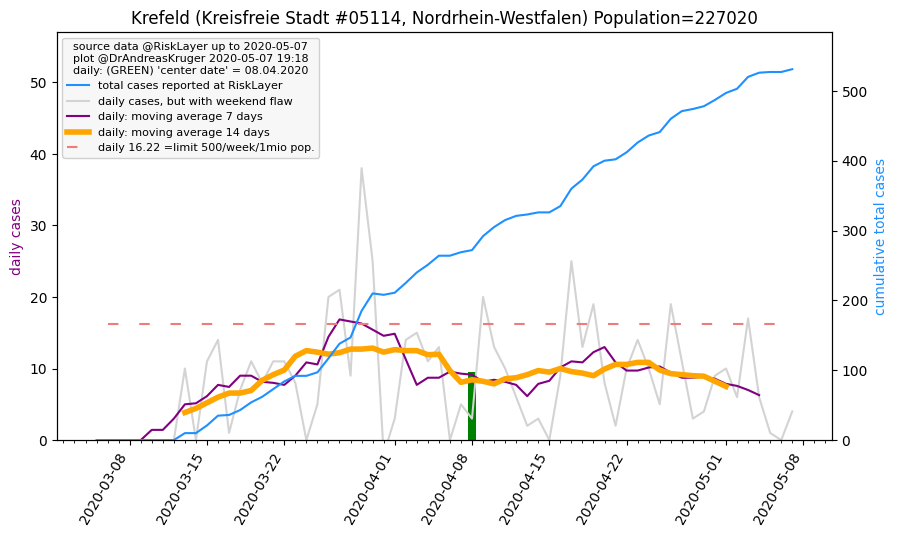 Krefeld (Kreisfreie Stadt #05114, Nordrhein-Westfalen) Population=227020
source data @RiskLayer up to 2020-05-07
plot @DrAndreasKruger 2020-05-07 19:18
daily: (GREEN) 'center date' = 08.04.2020
total cases reported at RiskLayer
daily cases, but with weekend flaw
daily: moving average 7 days
daily: moving average 14 days
daily 16.22 =limit 500/week/1mio pop.
daily cases
50
40
30
20
10
0
500
400
300
200
100
0
cumulative total cases
2020-03-08
2020-03-15
2020-03-22
2020-04-01
2020-04-08
2020-04-15
2020-04-22
2020-05-01
2020-05-08